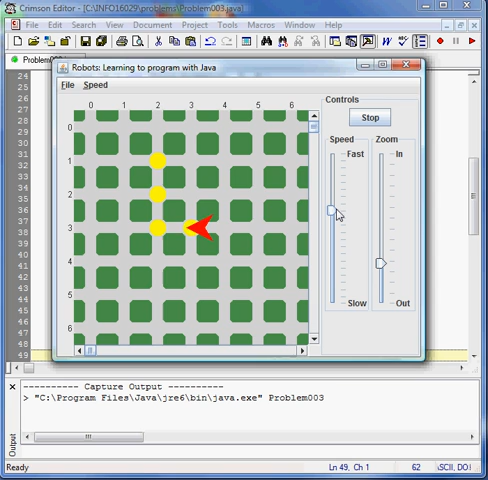 Crimson Editor - [C:\INFO16029\problems\Problem003.java]
File Edit Search View Document Project Tools Macros Window Help
Problem
24
25
26
27
28
29
30
31
32
33
34
35
36
37
38
39
40
41
42
43
44
45
46
47
48
49
Robots: Learning to program with Java
File Speed
0 1 2 3 4 5 6
0
1
2
3
4
5
6
Controls
Stop
Speed Zoom
Fast In
Slow Out
---------- Capture Output ----------
> "C:\Program Files\Java\jre6\bin\java.exe" Problem003
Output
Ready Ln 49, Ch 1 62 ASCII, DO